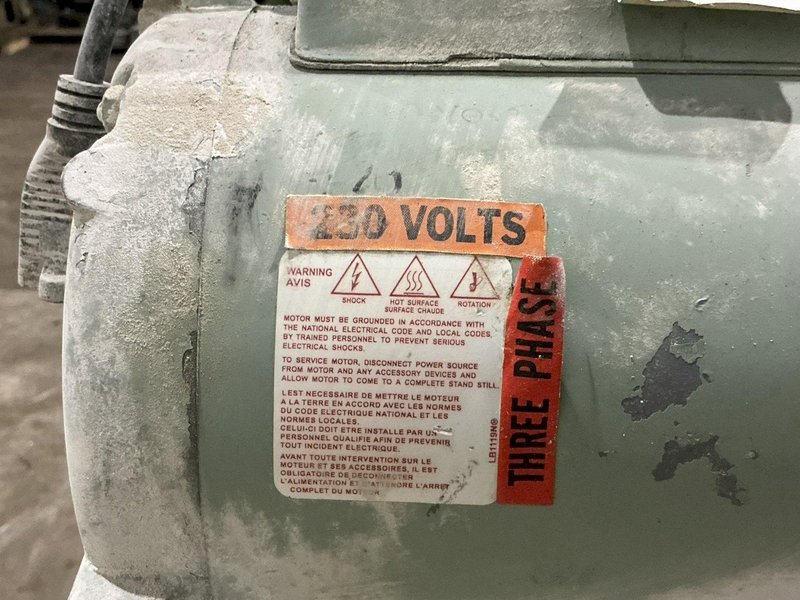 230 VOLTS
WARNING
AVIS
SHOCK
HOT SURFACE
SURFACE CHAUDE
ROTATION
MOTOR MUST BE GROUNDED IN ACCORDANCE WITH
THE NATIONAL ELECTRICAL CODE AND LOCAL CODES,
BY TRAINED PERSONNEL TO PREVENT SERIOUS
ELECTRICAL SHOCKS.
TO SERVICE MOTOR, DISCONNECT POWER SOURCE
FROM MOTOR AND ANY ACCESSORY DEVICES AND
ALLOW MOTOR TO COME TO A COMPLETE STAND STILL.
LEST NECESSAIRE DE METTRE LE MOTEUR
A LA TERRE EN ACCORD AVEC LES NORMES
DU CODE ELECTRIQUE NATIONAL ET LES
NORMES LOCALES.
CELUI-CI DOIT ETRE INSTALLE PAR UN
PERSONNEL QUALIFIE AFIN DE PREVENIR
TOUT INCIDENT ELECTRIQUE.
AVANT TOUTE INTERVENTION SUR LE
MOTEUR ET SES ACCESSOIRES, IL EST
OBLIGATOIRE DE DECONNECTER
L'ALIMENTATION ET D'ATTENDRE L'ARRET
COMPLET DU MOTEUR
LB1119N®
THREE PHASE